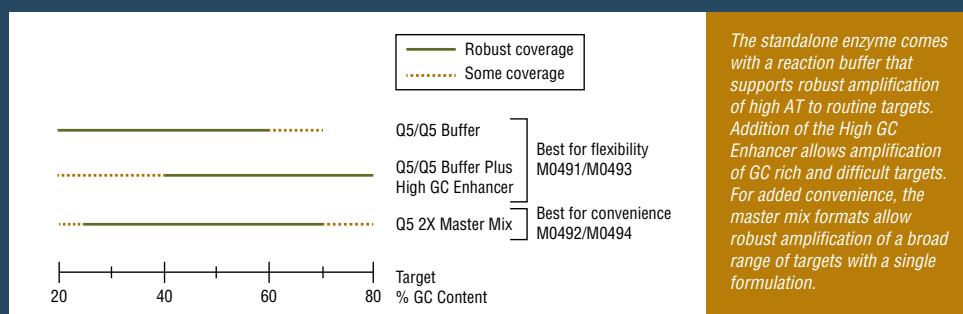 Robust coverage
Some coverage
Q5/Q5 Buffer
Q5/Q5 Buffer Plus
High GC Enhancer
Best for flexibility
M0491/M0493
Q5 2X Master Mix
Best for convenience
M0492/M0494
20
40
60
80
Target
% GC Content
The standalone enzyme comes
with a reaction buffer that
supports robust amplification
of high AT to routine targets.
Addition of the High GC
Enhancer allows amplification
of GC rich and difficult targets.
For added convenience, the
master mix formats allow
robust amplification of a broad
range of targets with a single
formulation.